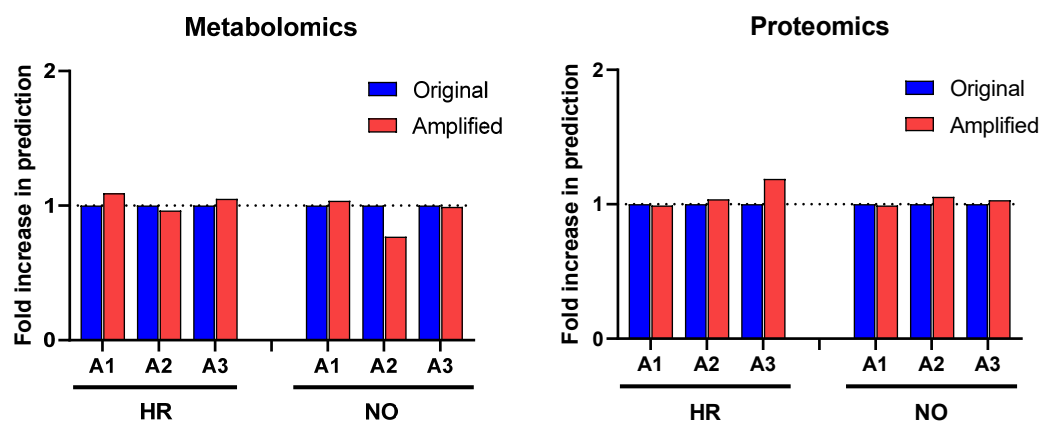 Metabolomics
Fold increase in prediction
2
1
0
Original
Amplified
A1 A2 A3 A1 A2 A3
HR NO
Proteomics
Fold increase in prediction
2
1
0
Original
Amplified
A1 A2 A3 A1 A2 A3
HR NO